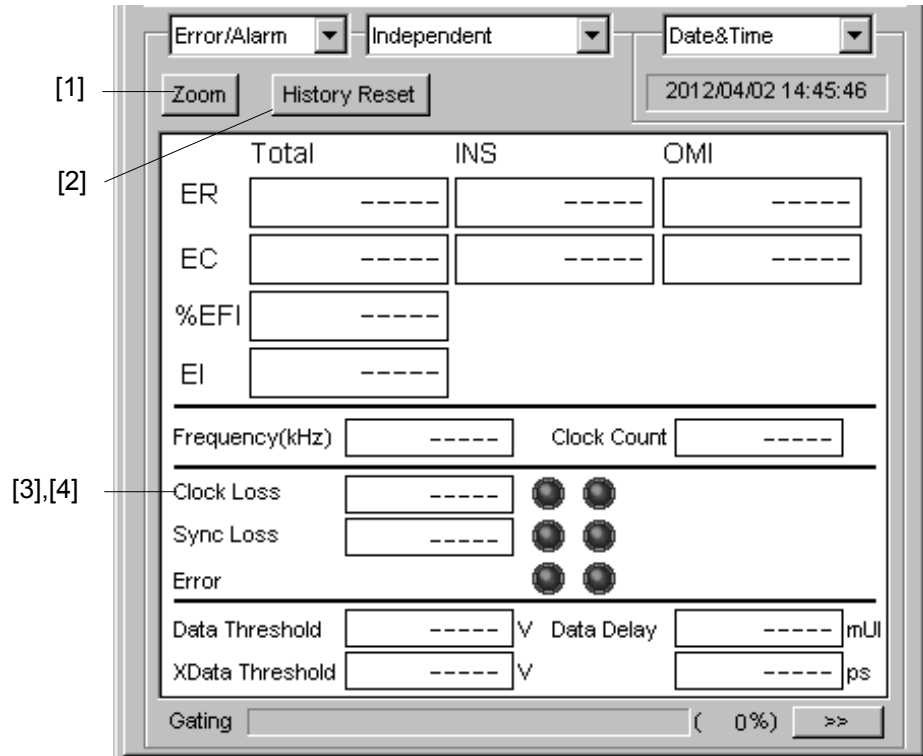 Error/Alarm Independent Date&Time
[1] Zoom History Reset 2012/04/02 14:45:46
[2] Total INS OMI
ER ----- ----- -----
EC ----- ----- -----
%EFI -----
EI -----
Frequency(kHz) ----- Clock Count -----
[3],[4] Clock Loss -----
Sync Loss -----
Error
Data Threshold ----- V Data Delay ----- mUI
XData Threshold ----- V ----- ps
Gating ( 0%) >>